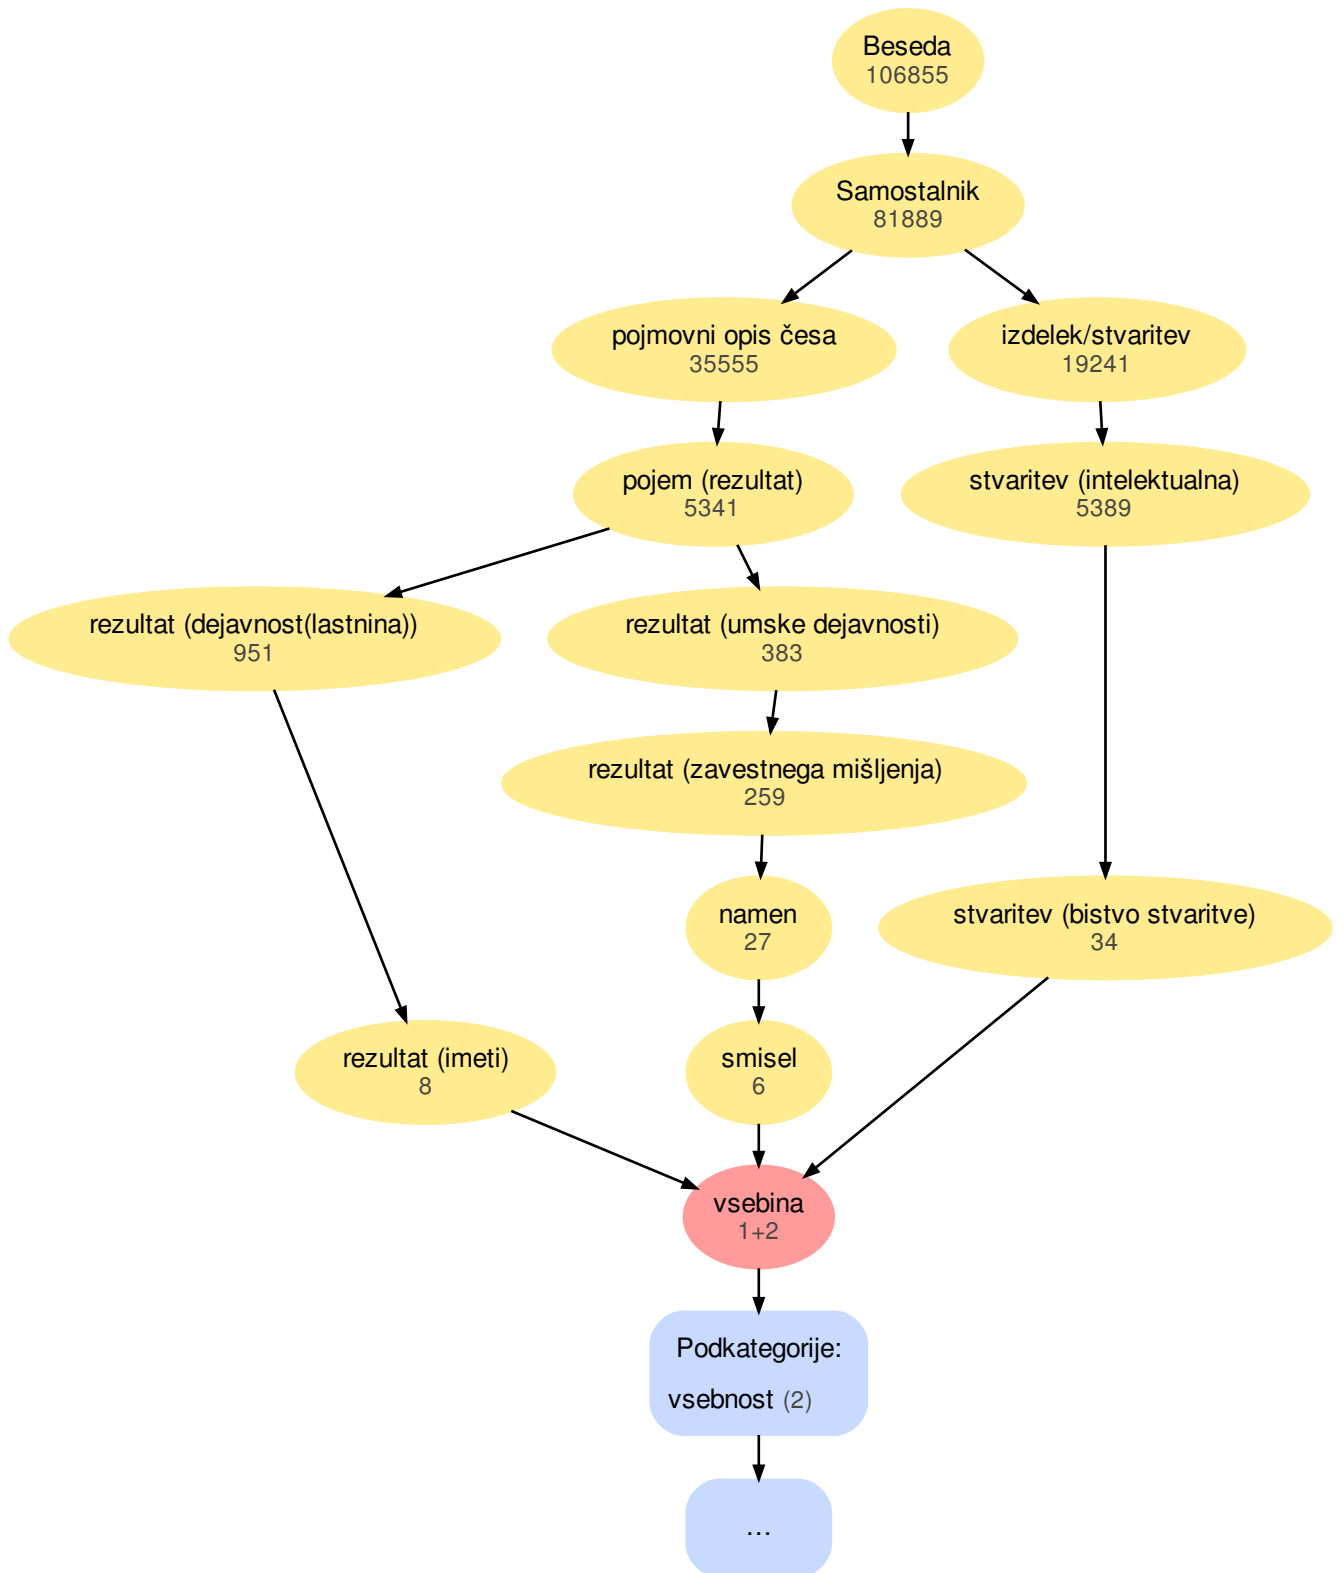 Beseda
106855
Samostalnik
81889
pojmovni opis česa
35555
izdelek/stvaritev
19241
pojem (rezultat)
5341
stvaritev (intelektualna)
5389
rezultat (dejavnost(lastnina))
951
rezultat (umske dejavnosti)
383
rezultat (zavestnega mišljenja)
259
namen
27
stvaritev (bistvo stvaritve)
34
rezultat (imeti)
8
smisel
6
vsebina
1+2
Podkategorije:
vsebnost (2)
...